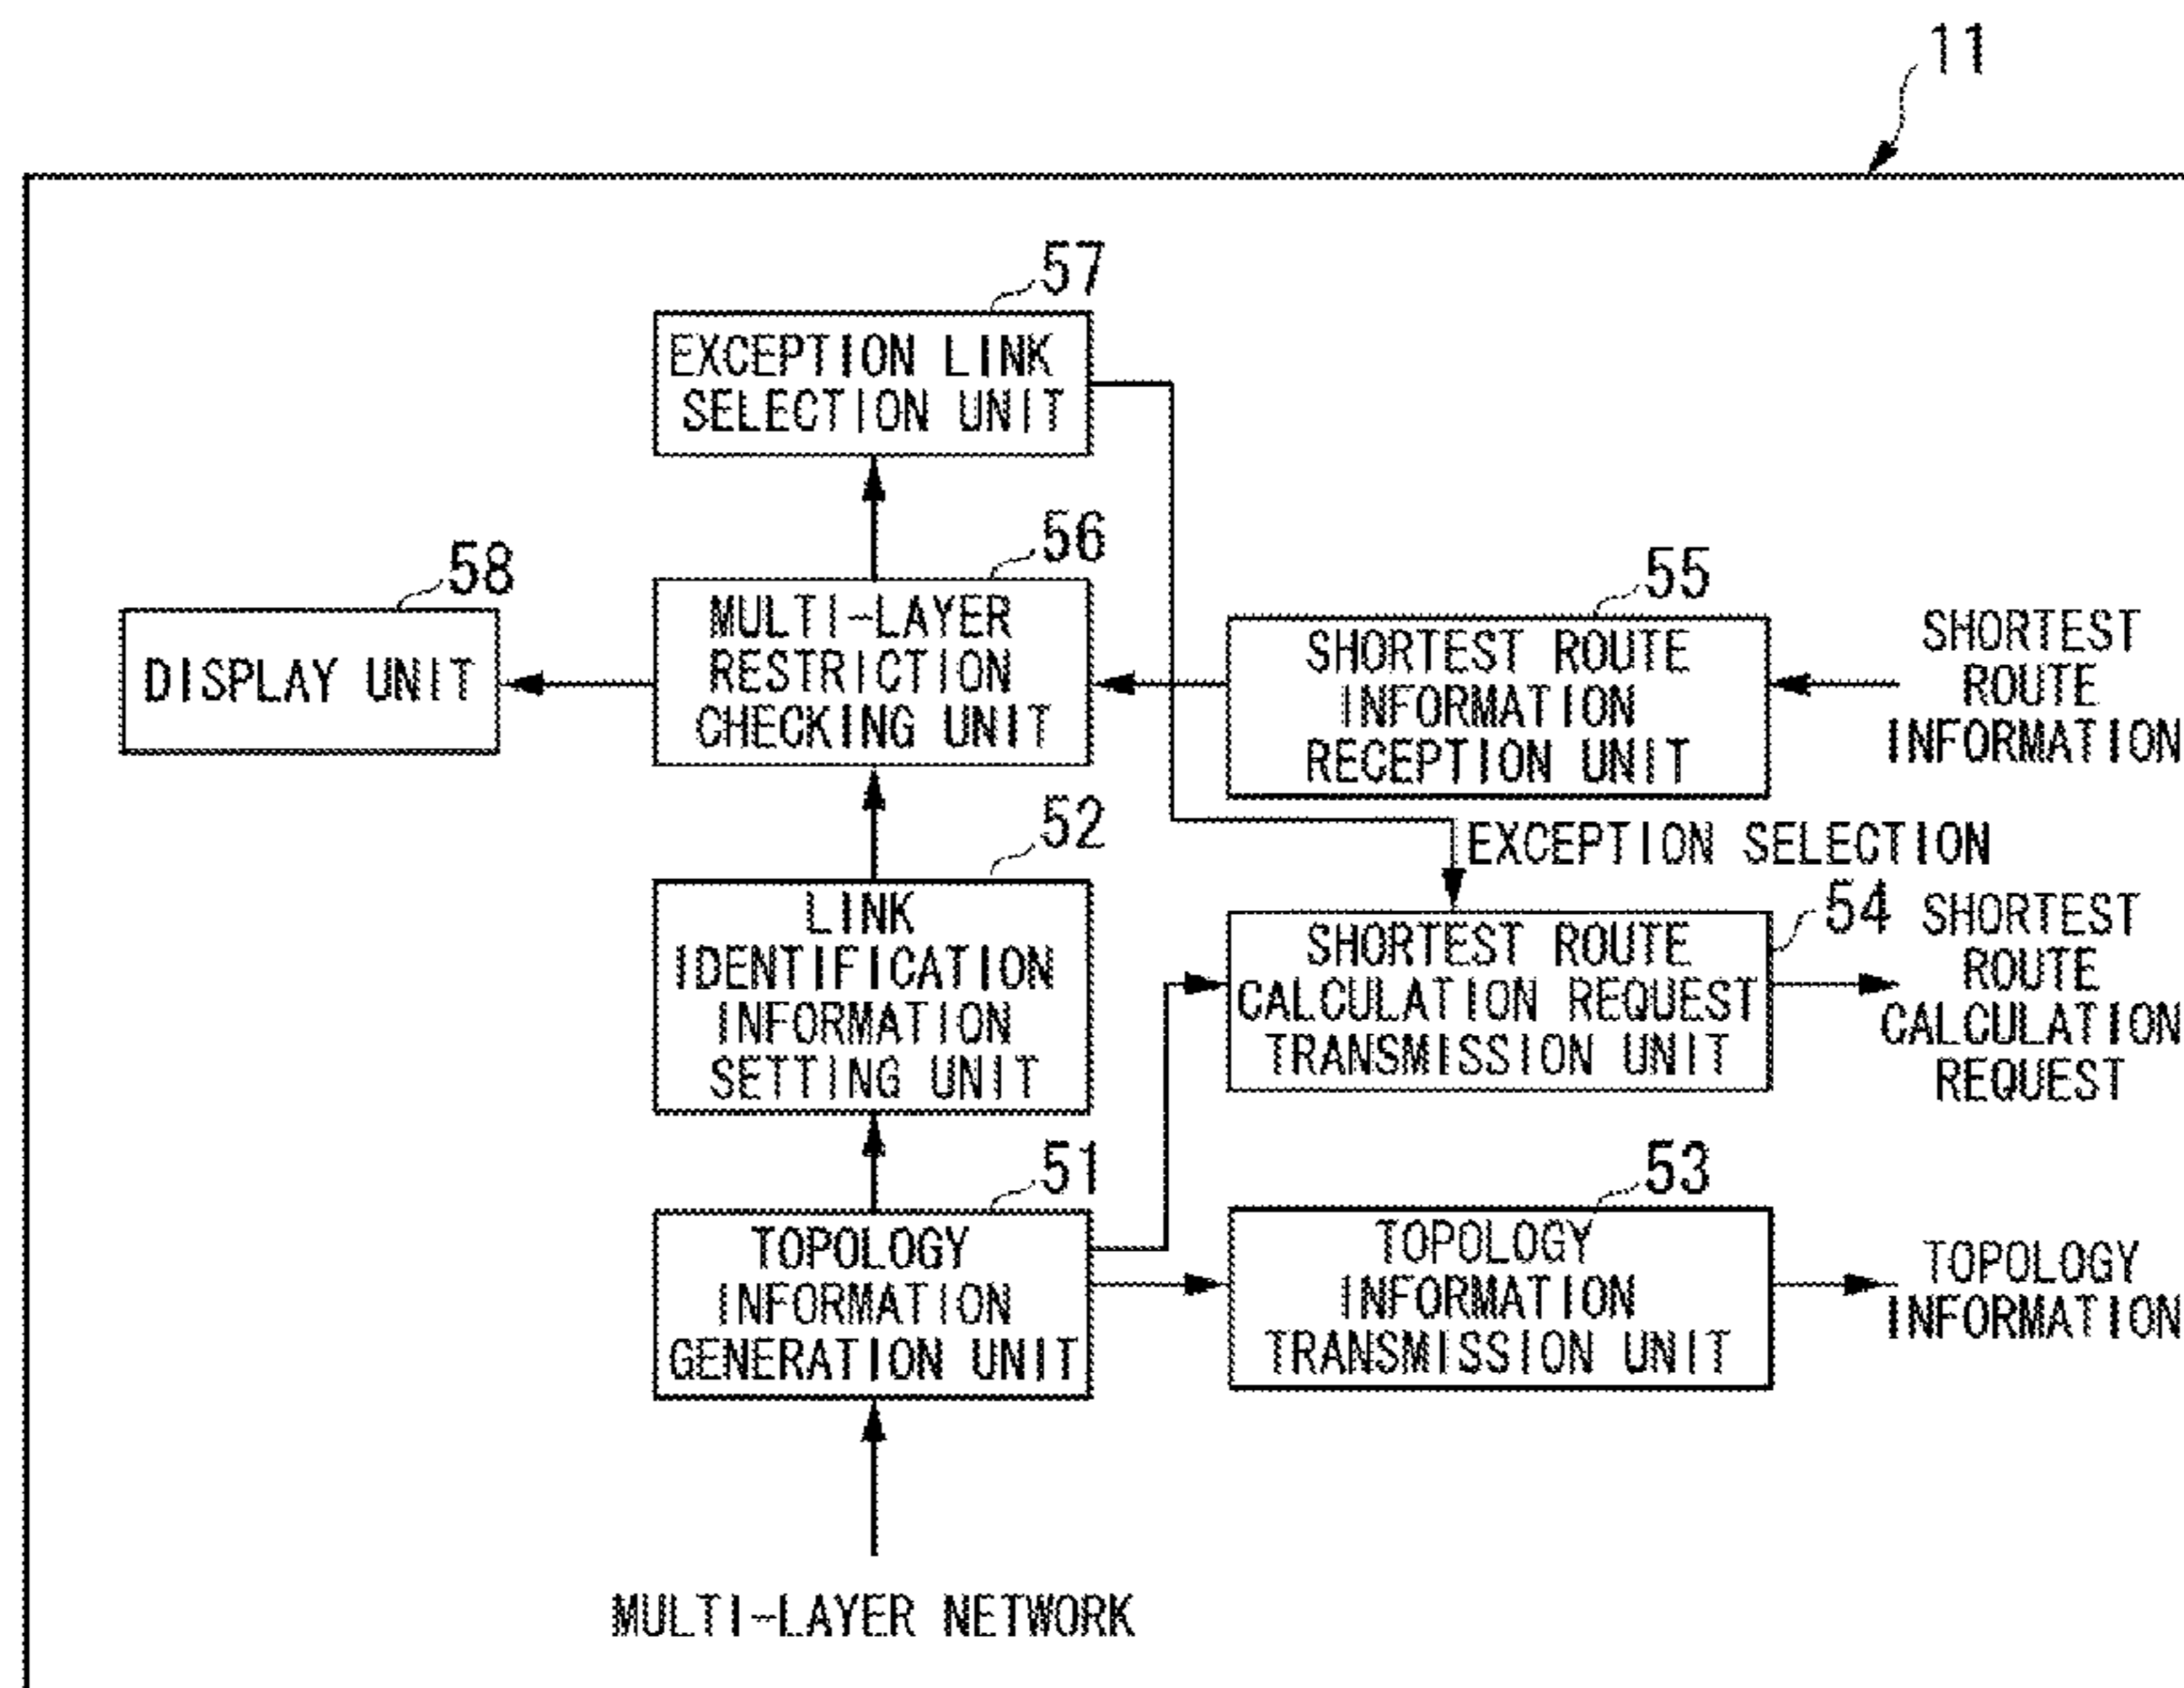 11
57
EXCEPTION LINK
SELECTION UNIT
56
MULTI-LAYER
RESTRICTION
CHECKING UNIT
58
DISPLAY UNIT
55
SHORTEST ROUTE
INFORMATION
RECEPTION UNIT
SHORTEST
ROUTE
INFORMATION
EXCEPTION SELECTION
52
LINK
IDENTIFICATION
INFORMATION
SETTING UNIT
54
SHORTEST ROUTE
CALCULATION REQUEST
TRANSMISSION UNIT
SHORTEST
ROUTE
CALCULATION
REQUEST
51
TOPOLOGY
INFORMATION
GENERATION UNIT
53
TOPOLOGY
INFORMATION
TRANSMISSION UNIT
TOPOLOGY
INFORMATION
MULTI-LAYER NETWORK